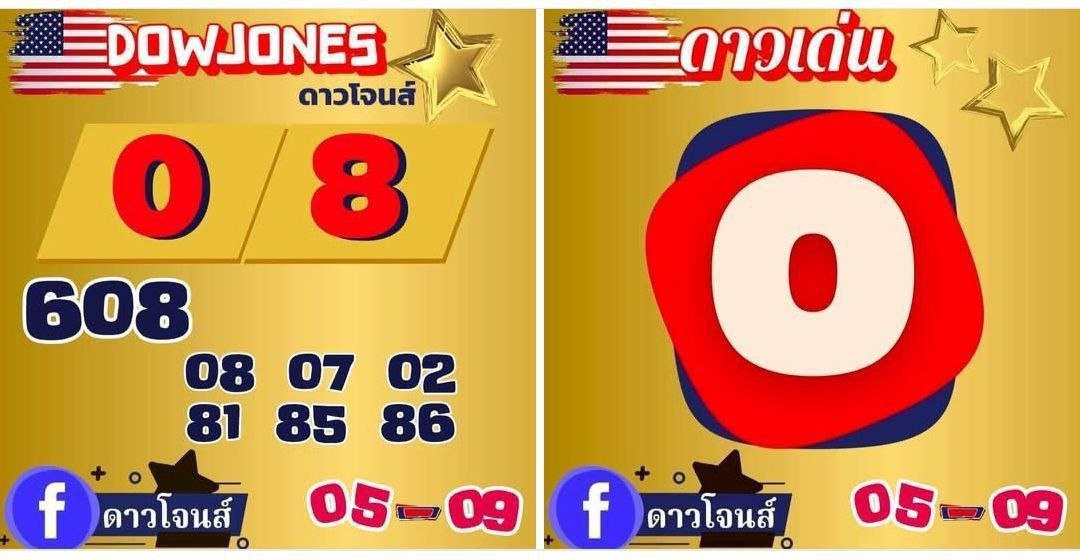 DOWJONES
ดาวโจนส์
0 8
608
08 07 02
81 85 86
f ดาวโจนส์
05-09
ดาวเด่น
0
f ดาวโจนส์
05-09